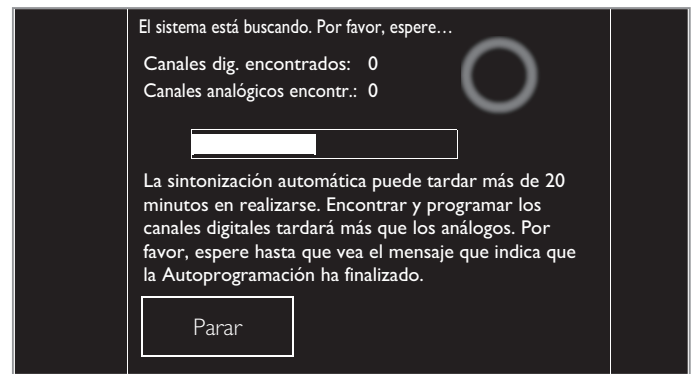 El sistema está buscando. Por favor, espere…
Canales dig. encontrados: 0
Canales analógicos encontr.: 0
La sintonización automática puede tardar más de 20
minutos en realizarse. Encontrar y programar los
canales digitales tardará más que los análogos. Por
favor, espere hasta que vea el mensaje que indica que
la Autoprogramación ha finalizado.
Parar